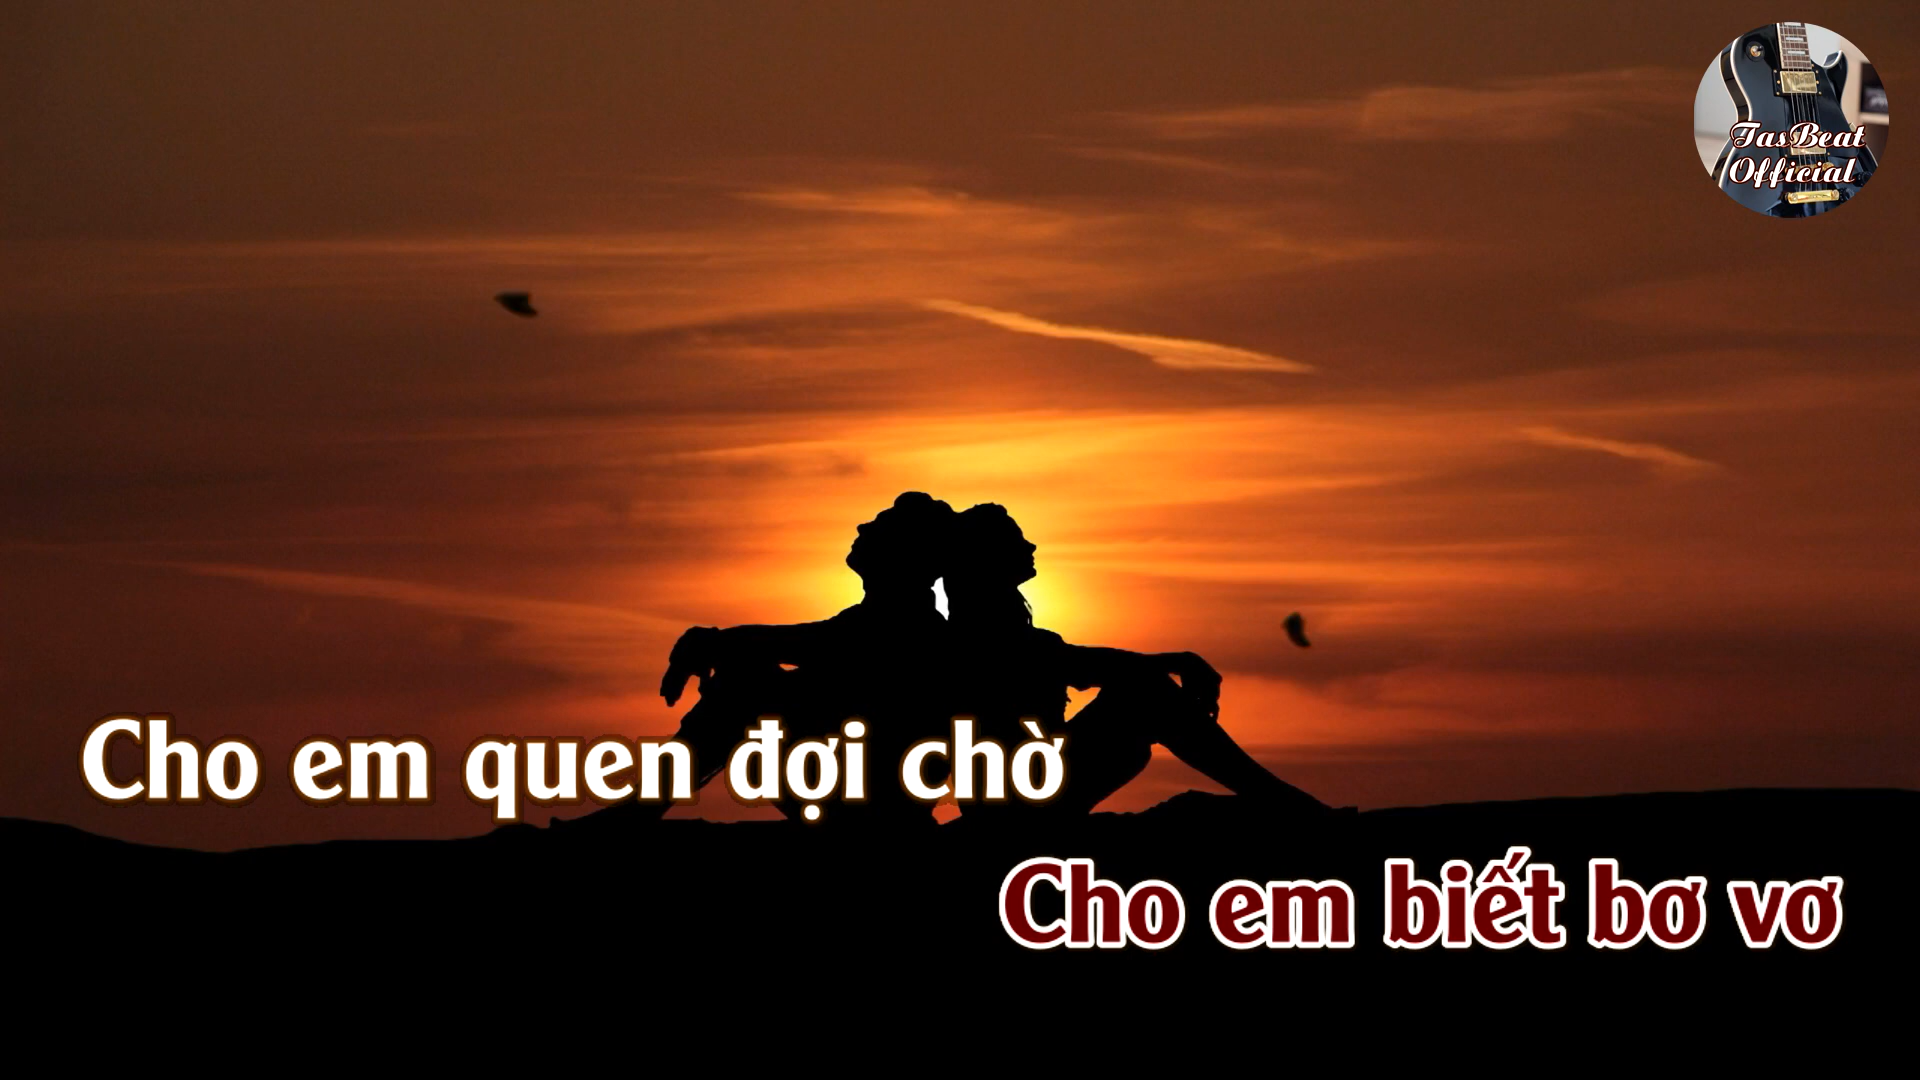 TasBeat
Official
Cho em quen đợi chờ
Cho em biết bơ vơ